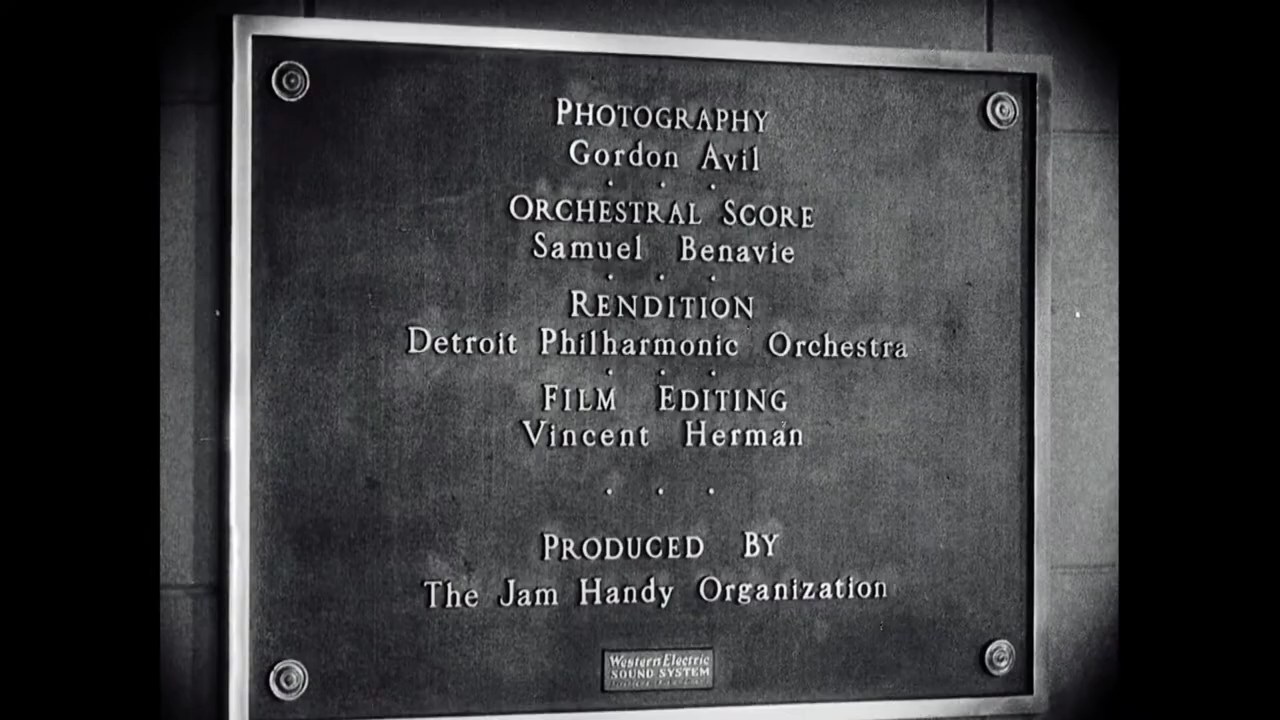 PHOTOGRAPHY
Gordon Avil
. . .
ORCHESTRAL SCORE
Samuel Benavie
. . .
RENDITION
Detroit Philharmonic Orchestra
. . .
FILM EDITING
Vincent Herman
. . .
PRODUCED BY
The Jam Handy Organization
Western Electric
SOUND SYSTEM